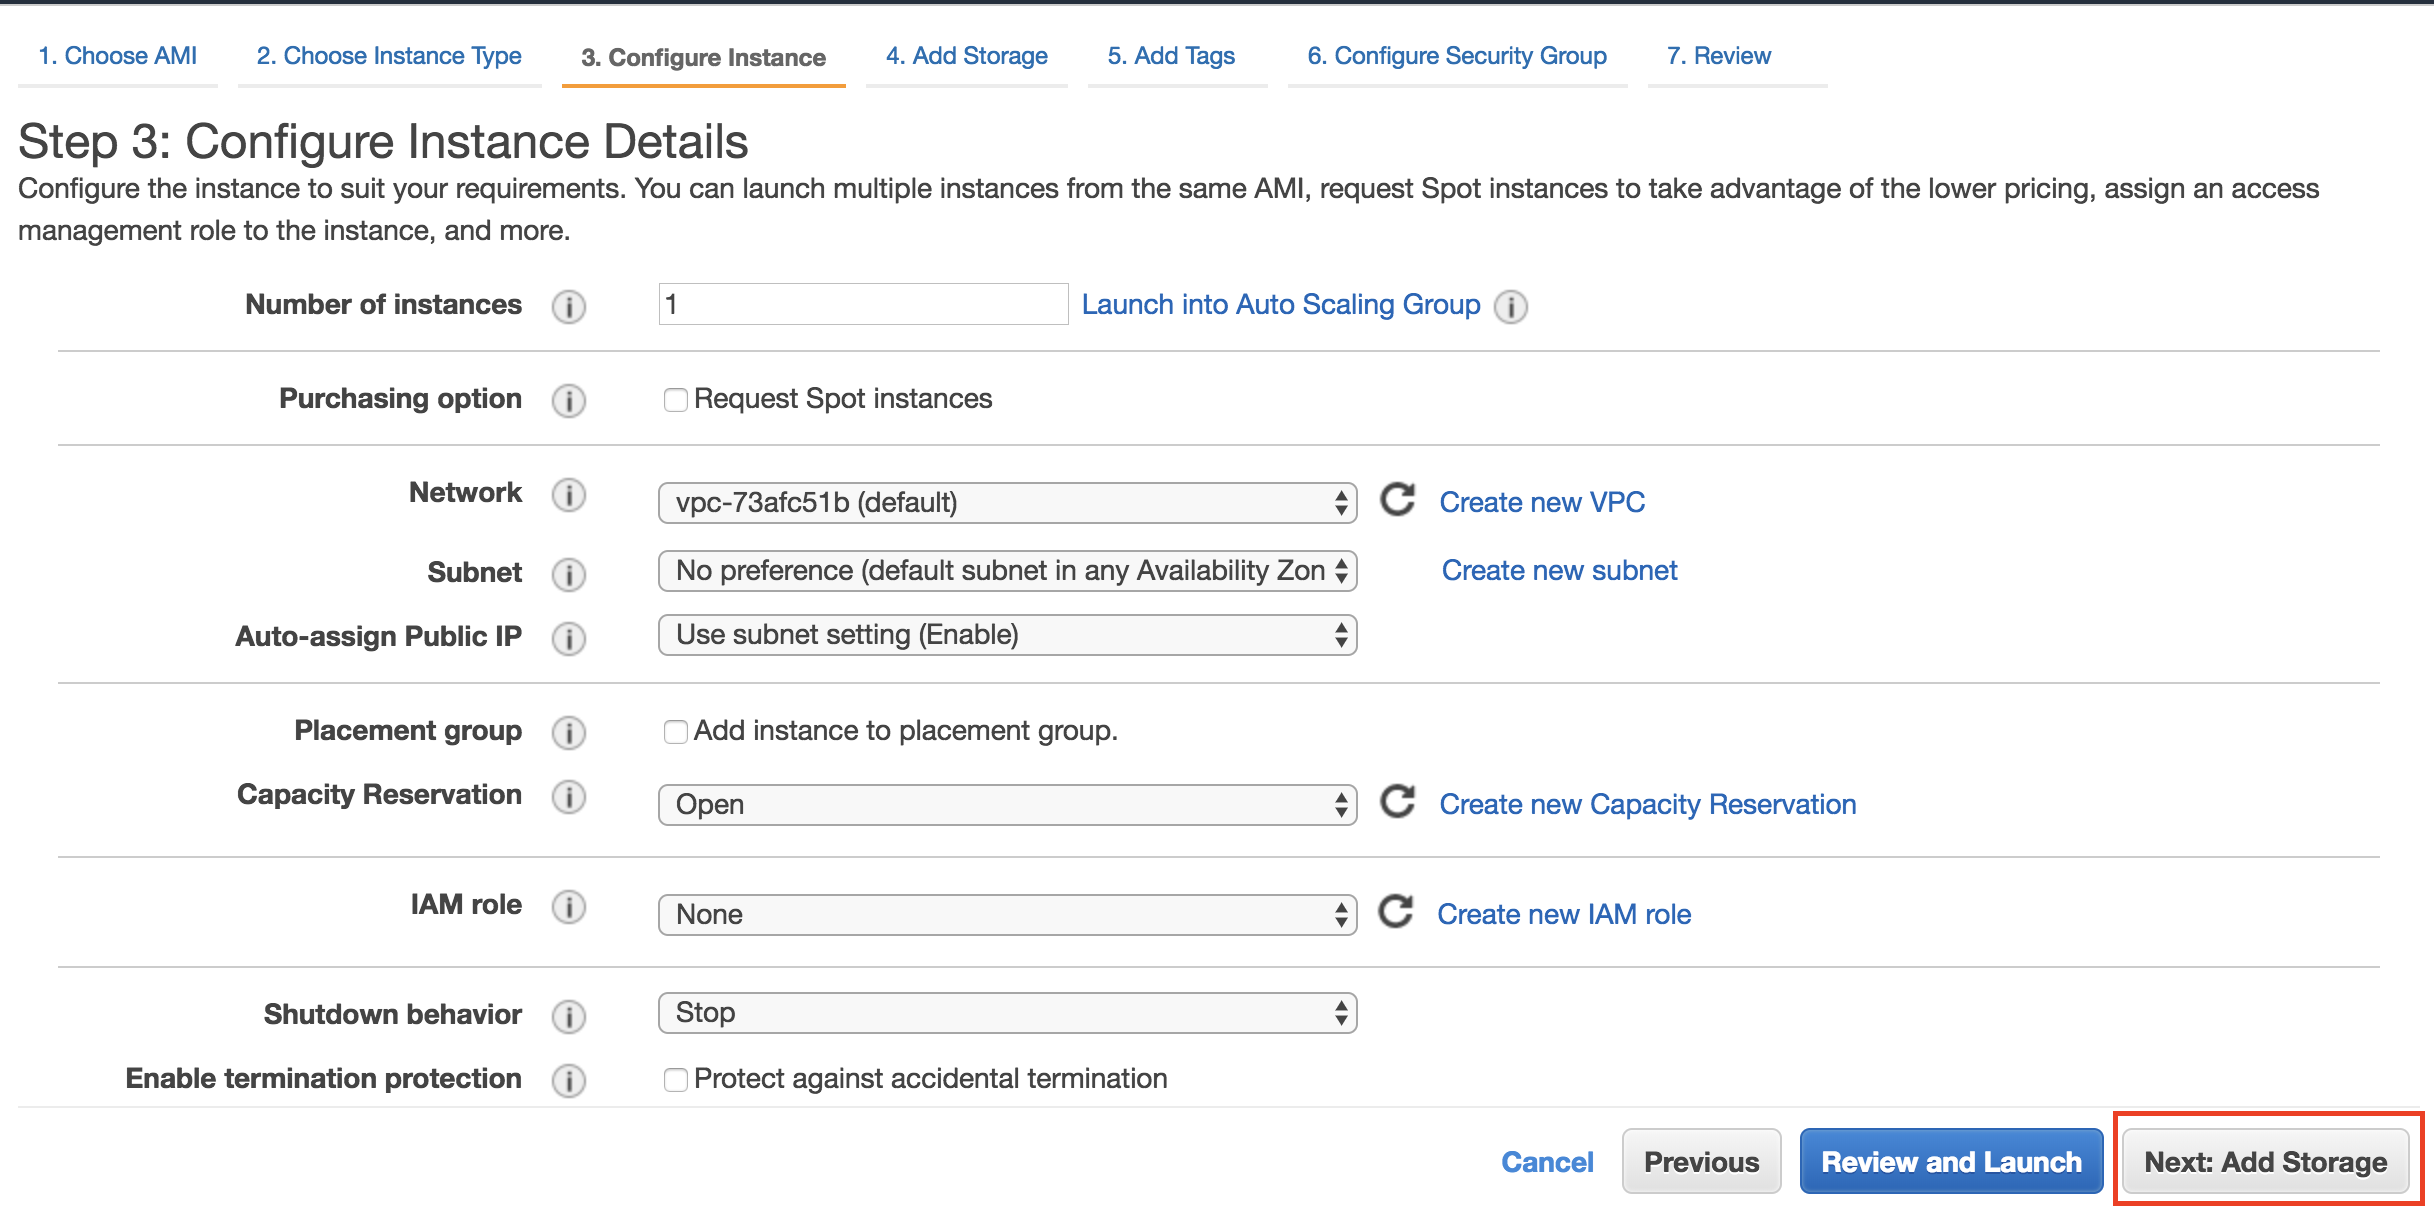 1. Choose AMI 2. Choose Instance Type 3. Configure Instance 4. Add Storage 5. Add Tags 6. Configure Security Group 7. Review
Step 3: Configure Instance Details
Configure the instance to suit your requirements. You can launch multiple instances from the same AMI, request Spot instances to take advantage of the lower pricing, assign an access
management role to the instance, and more.
Number of instances i 1 Launch into Auto Scaling Group i
Purchasing option i Request Spot instances
Network i vpc-73afc51b (default) Create new VPC
Subnet i No preference (default subnet in any Availability Zon Create new subnet
Auto-assign Public IP i Use subnet setting (Enable)
Placement group i Add instance to placement group.
Capacity Reservation i Open Create new Capacity Reservation
IAM role i None Create new IAM role
Shutdown behavior i Stop
Enable termination protection i Protect against accidental termination
Cancel Previous Review and Launch Next: Add Storage